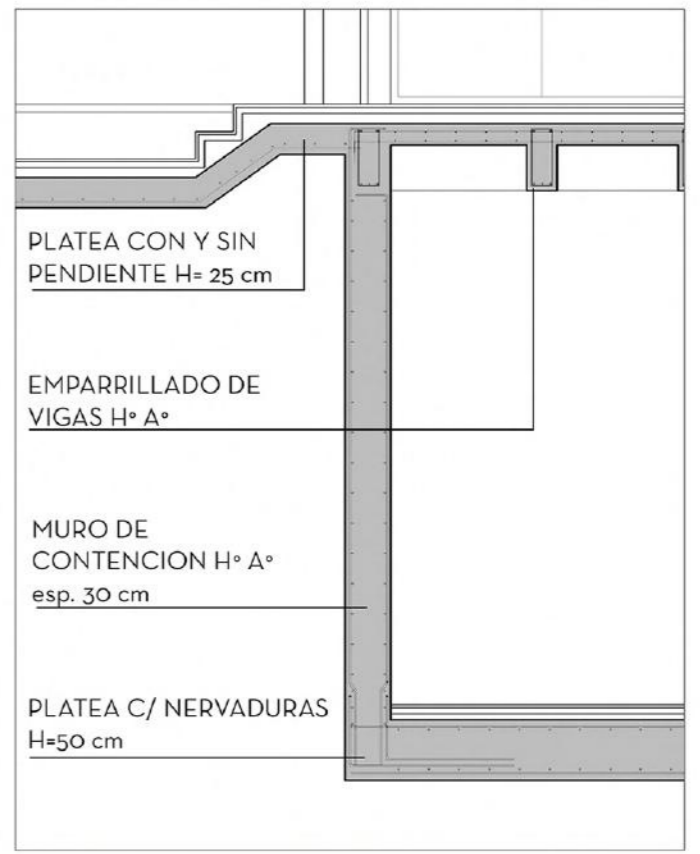 PLATEA CON Y SIN
PENDIENTE H= 25 cm
EMPARRILLADO DE
VIGAS H° A°
MURO DE
CONTENCION H° A°
esp. 30 cm
PLATEA C/ NERVADURAS
H=50 cm